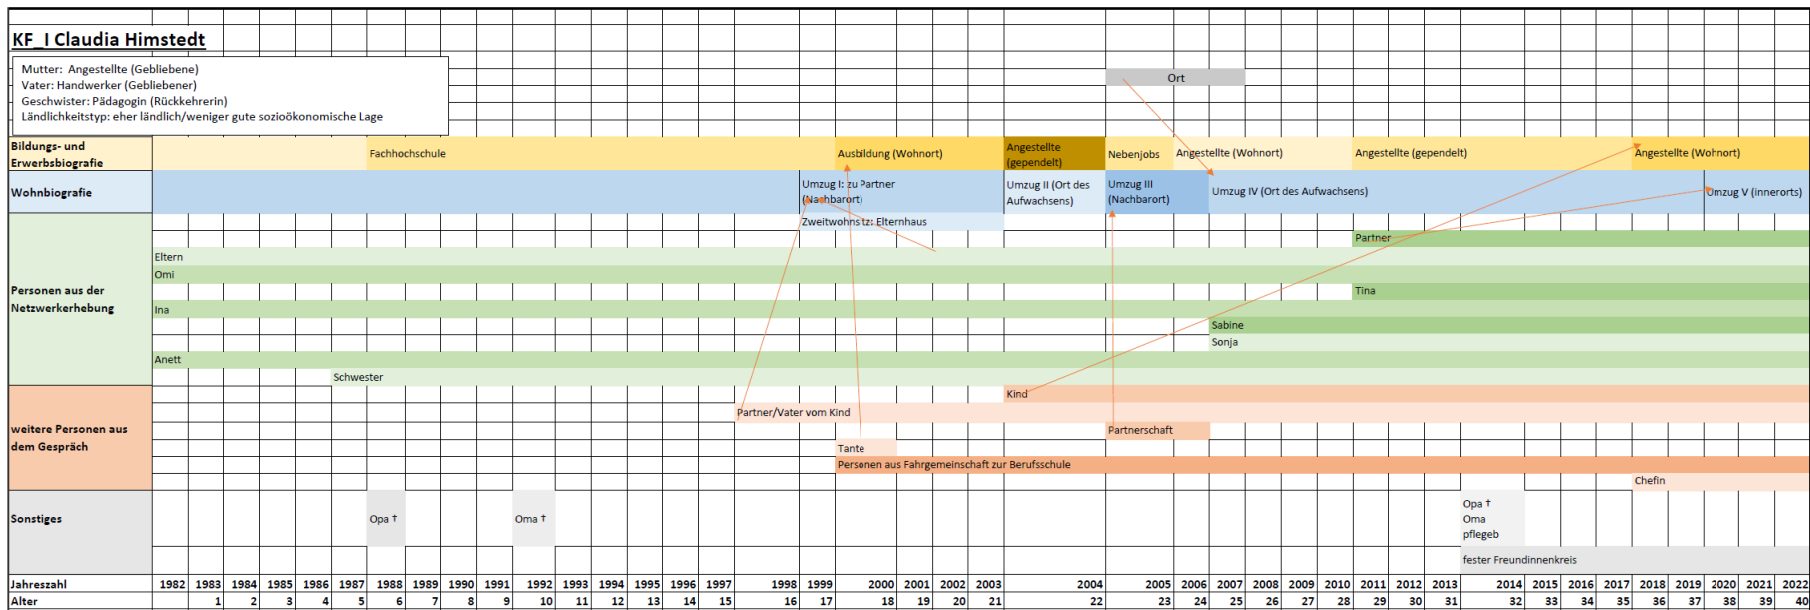 KF_I Claudia Himstedt
Mutter: Angestellte (Gebliebene)
Vater: Handwerker (Gebliebener)
Geschwister: Pädagogin (Rückkehrerin)
Ländlichkeitstyp: eher ländlich/weniger gute sozioökonomische Lage
Ort
Bildungs- und
Erwerbsbiografie
Fachhochschule
Ausbildung (Wohnort)
Angestellte
(gependelt)
Nebenjobs
Angestellte (Wohnort)
Angestellte (gependelt)
Angestellte (Wohnort)
Wohnbiografie
Umzug I: zu Partner
(Nachbarort)
Umzug II (Ort des
Aufwachsens)
Umzug III
(Nachbarort)
Umzug IV (Ort des Aufwachsens)
Umzug V (innerorts)
Zweitwohnsitz: Elternhaus
Personen aus der
Netzwerkerhebung
Partner
Eltern
Omi
Tina
Ina
Sabine
Sonja
Anett
Schwester
weitere Personen aus
dem Gespräch
Kind
Partner/Vater vom Kind
Partnerschaft
Tante
Personen aus Fahrgemeinschaft zur Berufsschule
Chefin
Sonstiges
Opa †
Oma †
Opa †
Oma
pflegeb
fester Freundinnenkreis
Jahreszahl 1982 1983 1984 1985 1986 1987 1988 1989 1990 1991 1992 1993 1994 1995 1996 1997 1998 1999 2000 2001 2002 2003 2004 2005 2006 2007 2008 2009 2010 2011 2012 2013 2014 2015 2016 2017 2018 2019 2020 2021 2022
Alter 1 2 3 4 5 6 7 8 9 10 11 12 13 14 15 16 17 18 19 20 21 22 23 24 25 26 27 28 29 30 31 32 33 34 35 36 37 38 39 40